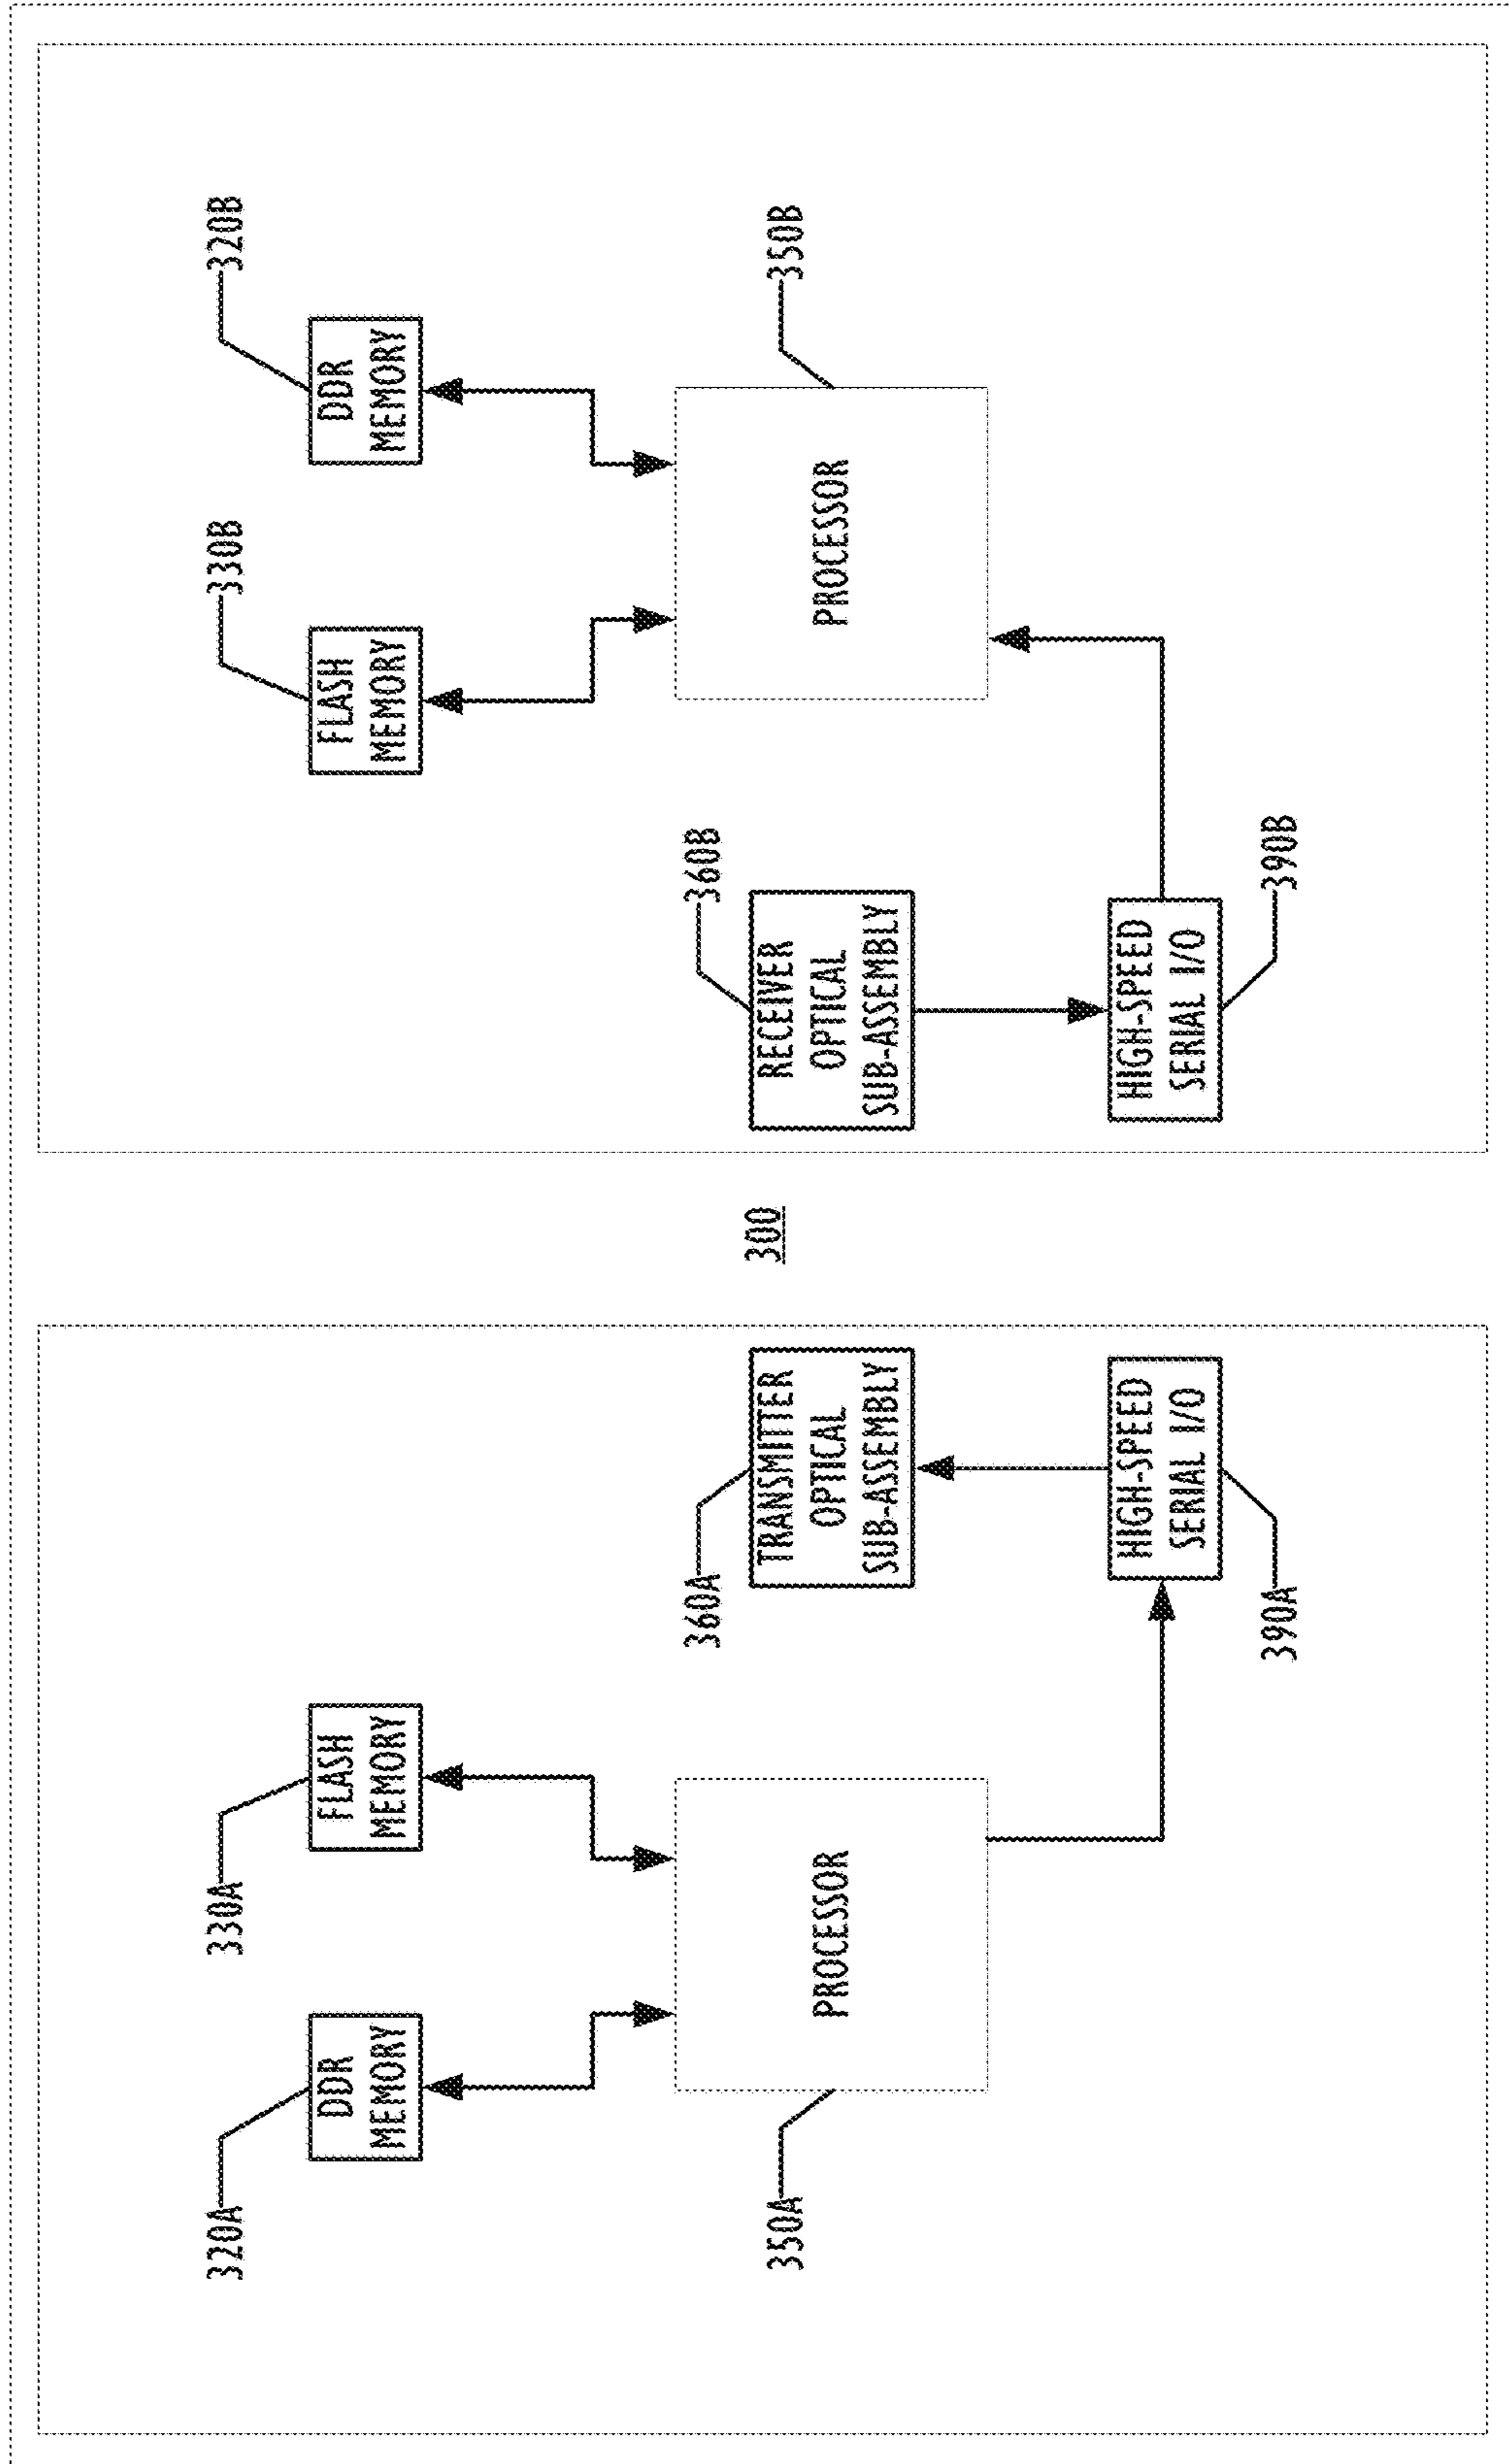 320A
DDR
MEMORY
330A
FLASH
MEMORY
350A
PROCESSOR
360A
TRANSMITTER
OPTICAL
SUB-ASSEMBLY
HIGH-SPEED
SERIAL I/O
390A
300
330B
FLASH
MEMORY
320B
DDR
MEMORY
360B
RECEIVER
OPTICAL
SUB-ASSEMBLY
350B
PROCESSOR
HIGH-SPEED
SERIAL I/O
390B